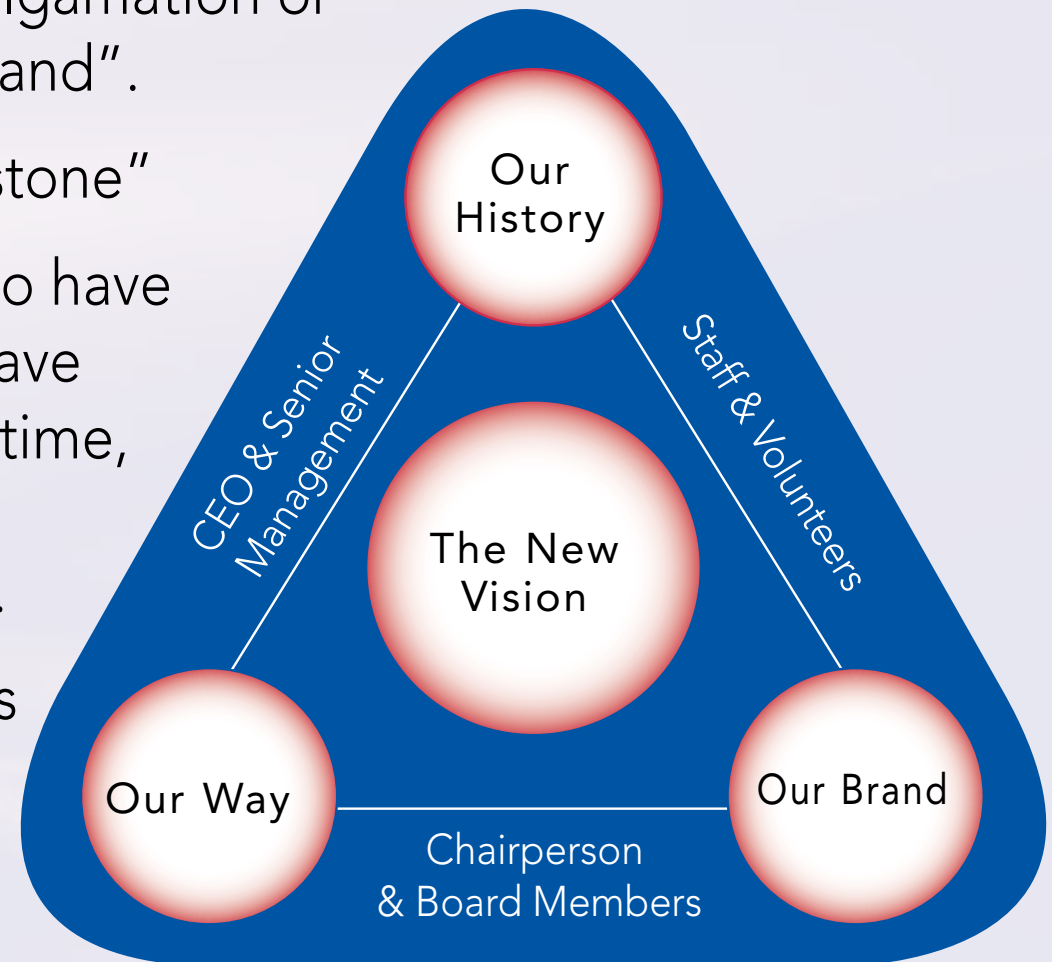 and”.
stone”
o have
ave
time,
.
s
Our
History
CEO & Senior
Management
Staff & Volunteers
The New
Vision
Our Way
Our Brand
Chairperson
& Board Members